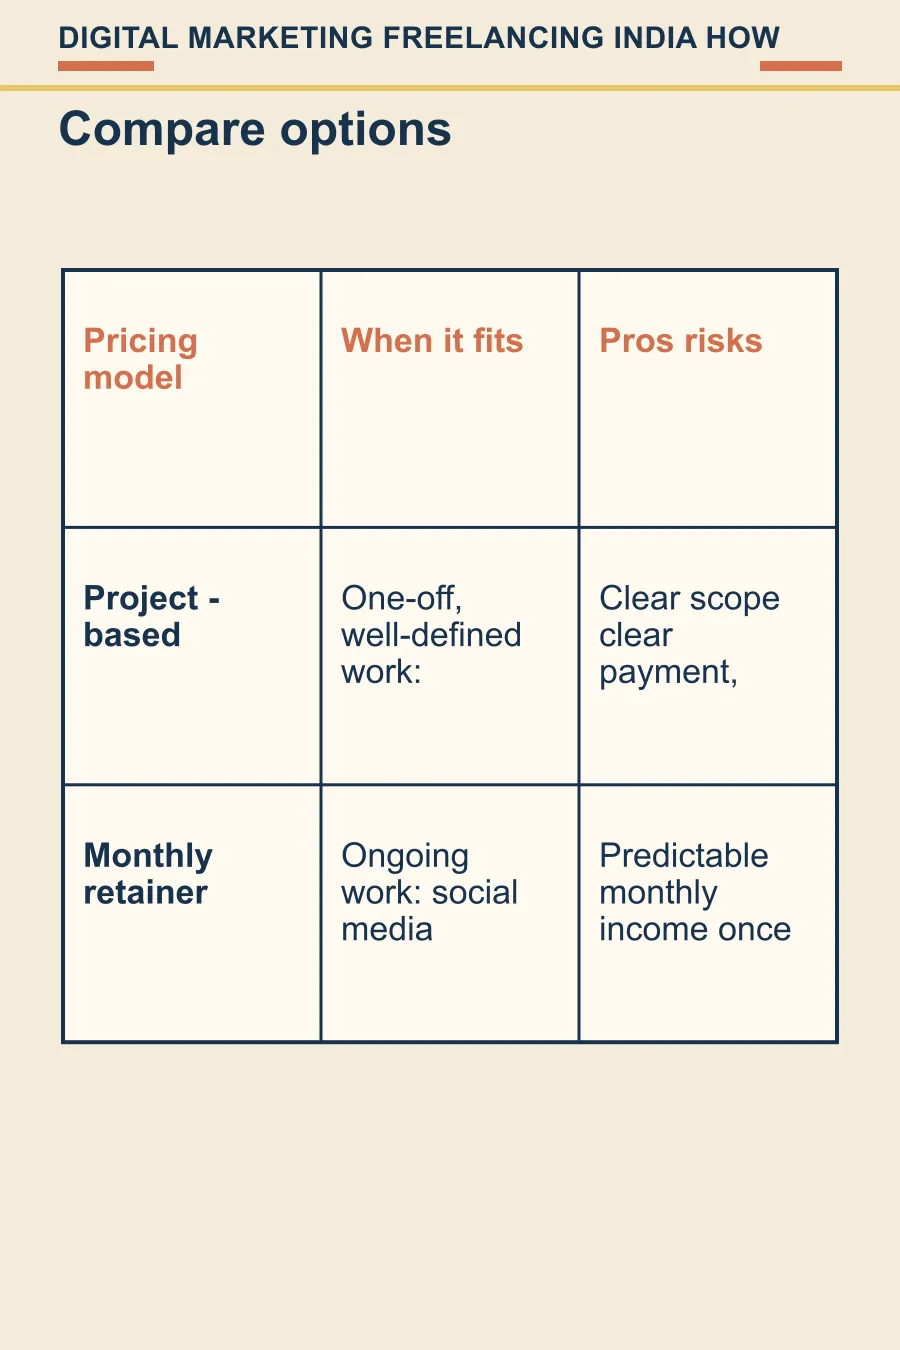 DIGITAL MARKETING FREELANCING INDIA HOW
Compare options
Pricing
model
When it fits
Pros risks
Project -
based
One-off,
well-defined
work:
Clear scope
clear
payment,
Monthly
retainer
Ongoing
work: social
media
Predictable
monthly
income once